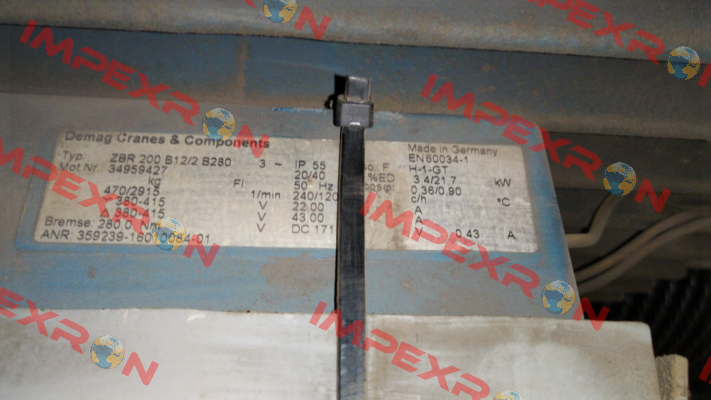 IMPEXRON
IMPEXRON
Demag Cranes & Components
Made in Germany
Typ. ZBR 200 B12/2 B280 3 ~ IP 55 EN60034-1
Mot Nr. 34959427 20/40 %ED H-1-GT
kg Fl. 50 Hz 3.4/21.7 kW
470/2915 1/min 240/120 c/h 0.36/0.90 °C
380-415 V 22.00 A
Δ 380-415 V 43.00 A
Bremse: 280.0 Nm V DC 171 V 0.43 A
ANR: 359239-16010084-01
IMPEXRON
IMPEXRON
IMPEXRON